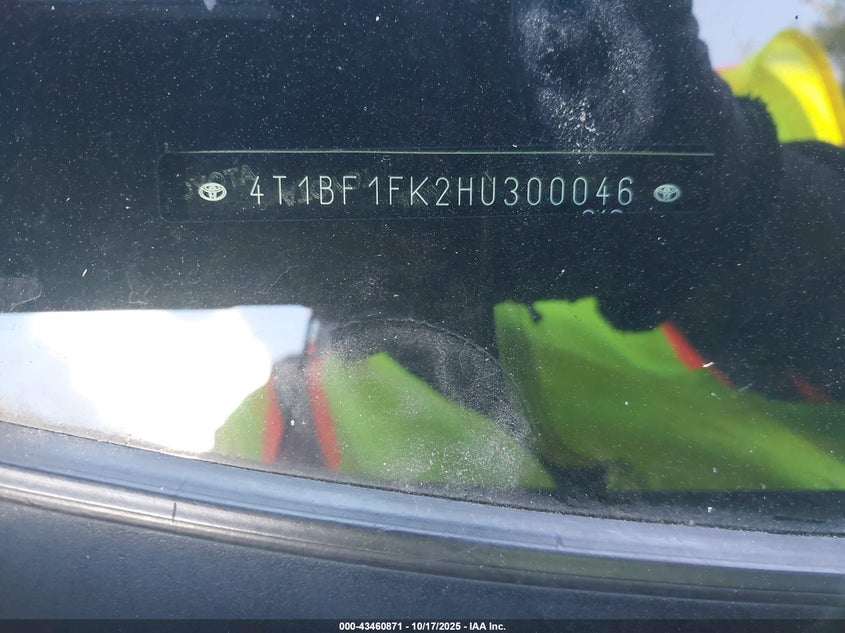 4T1BF1FK2HU300046
000-43460871 | 10/17/2025 | IAA Inc.